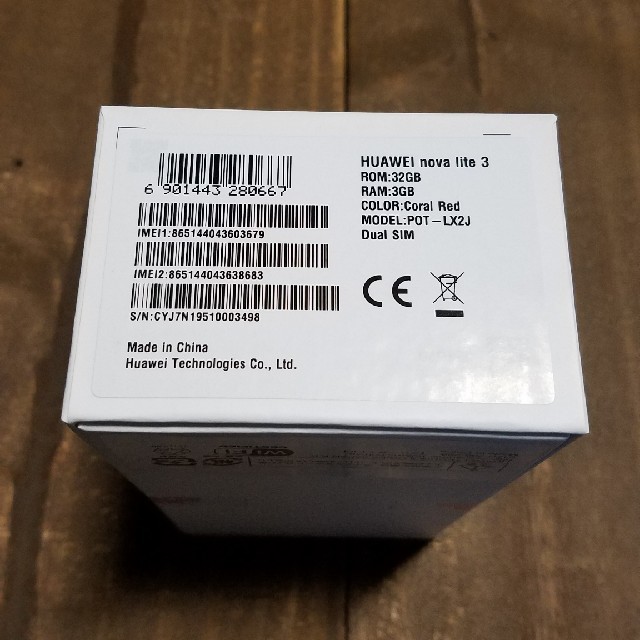 6 901443 280667
IMEI1:865144043603679
IMEI2:865144043638683
S/N:CYJ7N19510003498
Made in China
Huawei Technologies Co., Ltd.
HUAWEI nova lite 3
ROM:32GB
RAM:3GB
COLOR:Coral Red
MODEL:POT-LX2J
Dual SIM
CE